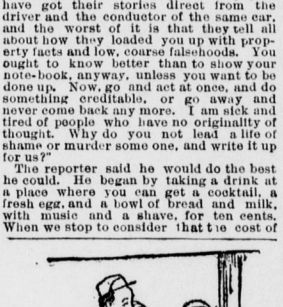 have got their stories direct from the
driver and the conductor of the same car,
and the worst of it is that they tell all
about how they loaded you up with prop-
erty facts and low, coarse falsehoods. You
ought to know better than to show your
note-book, anyway, unless you want to be
done up. Now, go and act at once, and do
something creditable, or go away and
never come back any more. I am sick and
tired of people who have no originality of
thought. Why do you not lead a life of
shame or murder some one, and write it up
for us?"
The reporter said he would do the best
he could. He began by taking a drink at
a place where you can get a cocktail, a
fresh egg, and a bowl of bread and milk,
with music and a shave, for ten cents.
When we stop to consider that the cost of